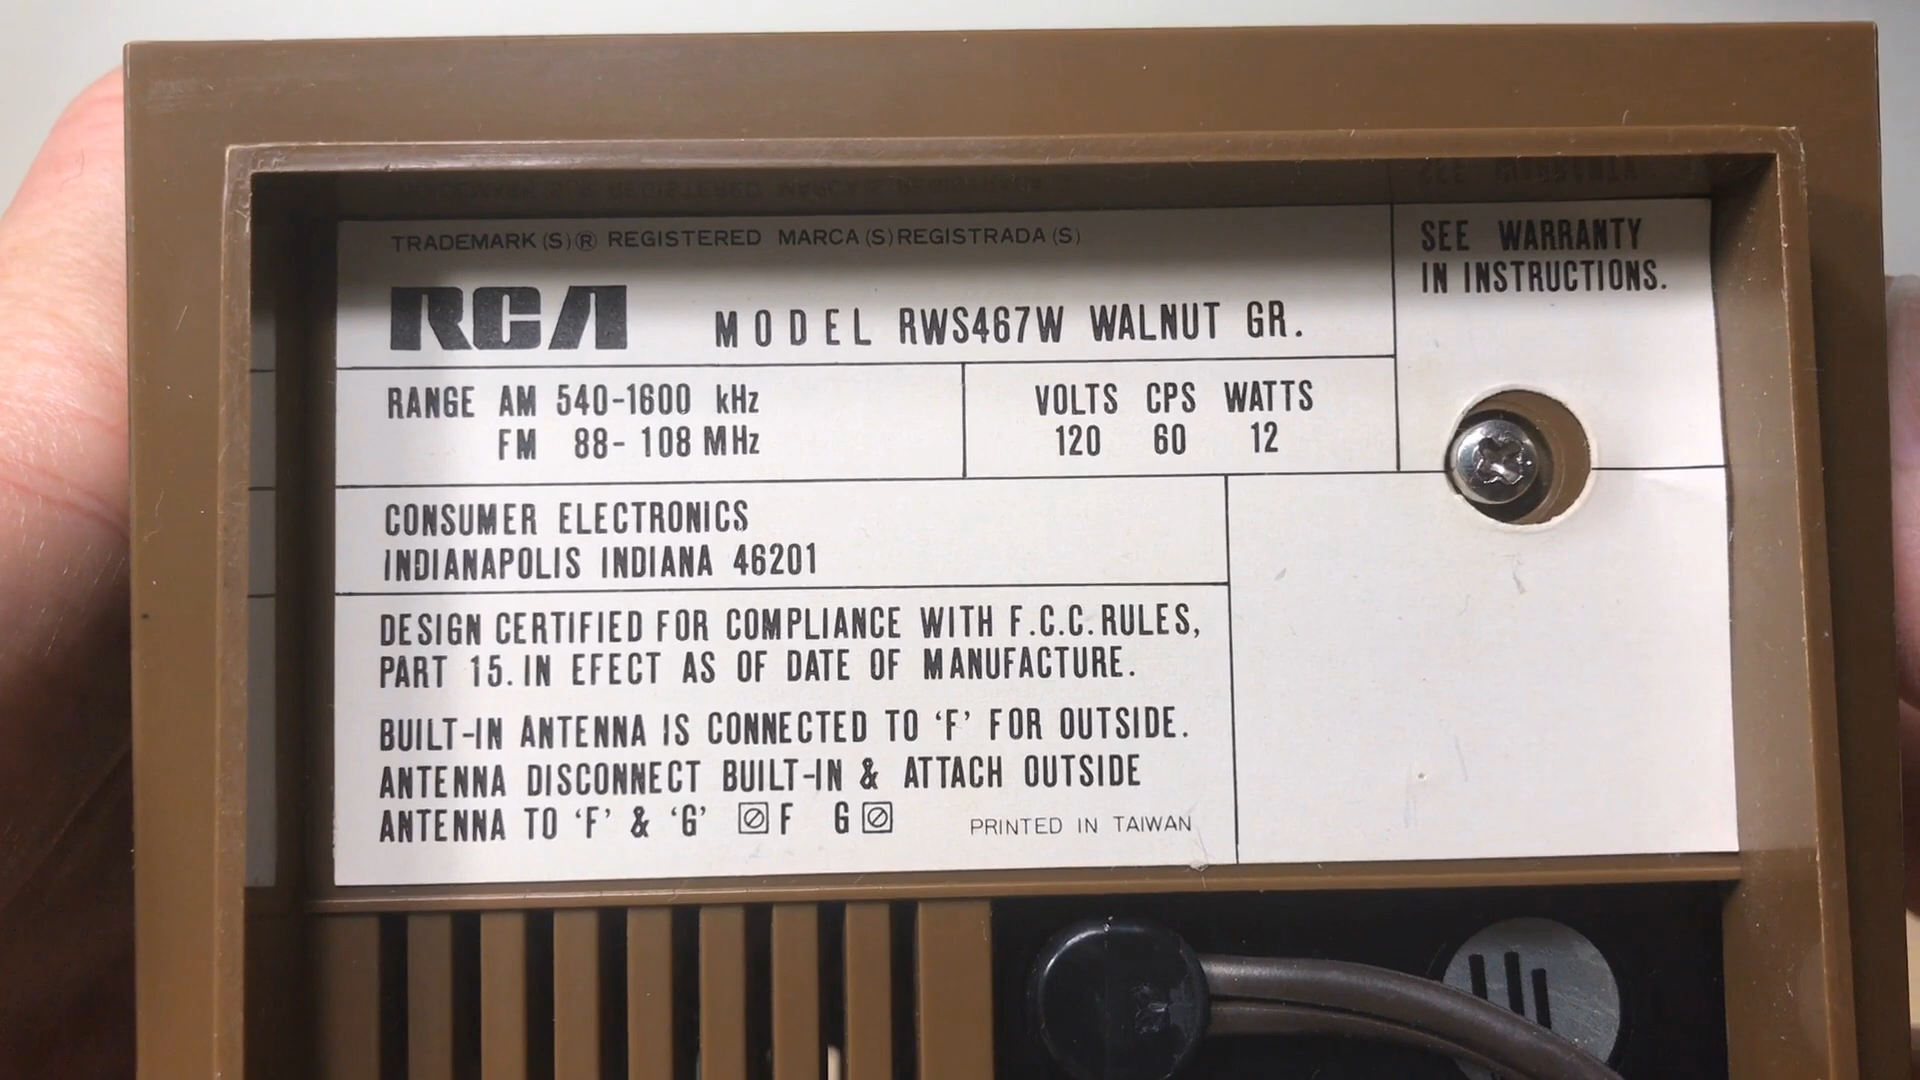 TRADEMARK (S) ® REGISTERED MARCA (S) REGISTRADA (S)
RCA MODEL RWS467W WALNUT GR.
SEE WARRANTY
IN INSTRUCTIONS.
RANGE AM 540-1600 kHz
FM 88-108 MHz
VOLTS CPS WATTS
120 60 12
CONSUMER ELECTRONICS
INDIANAPOLIS INDIANA 46201
DESIGN CERTIFIED FOR COMPLIANCE WITH F.C.C. RULES,
PART 15. IN EFECT AS OF DATE OF MANUFACTURE.
BUILT-IN ANTENNA IS CONNECTED TO ‘F’ FOR OUTSIDE.
ANTENNA DISCONNECT BUILT-IN & ATTACH OUTSIDE
ANTENNA TO ‘F’ & ‘G’ F G
PRINTED IN TAIWAN